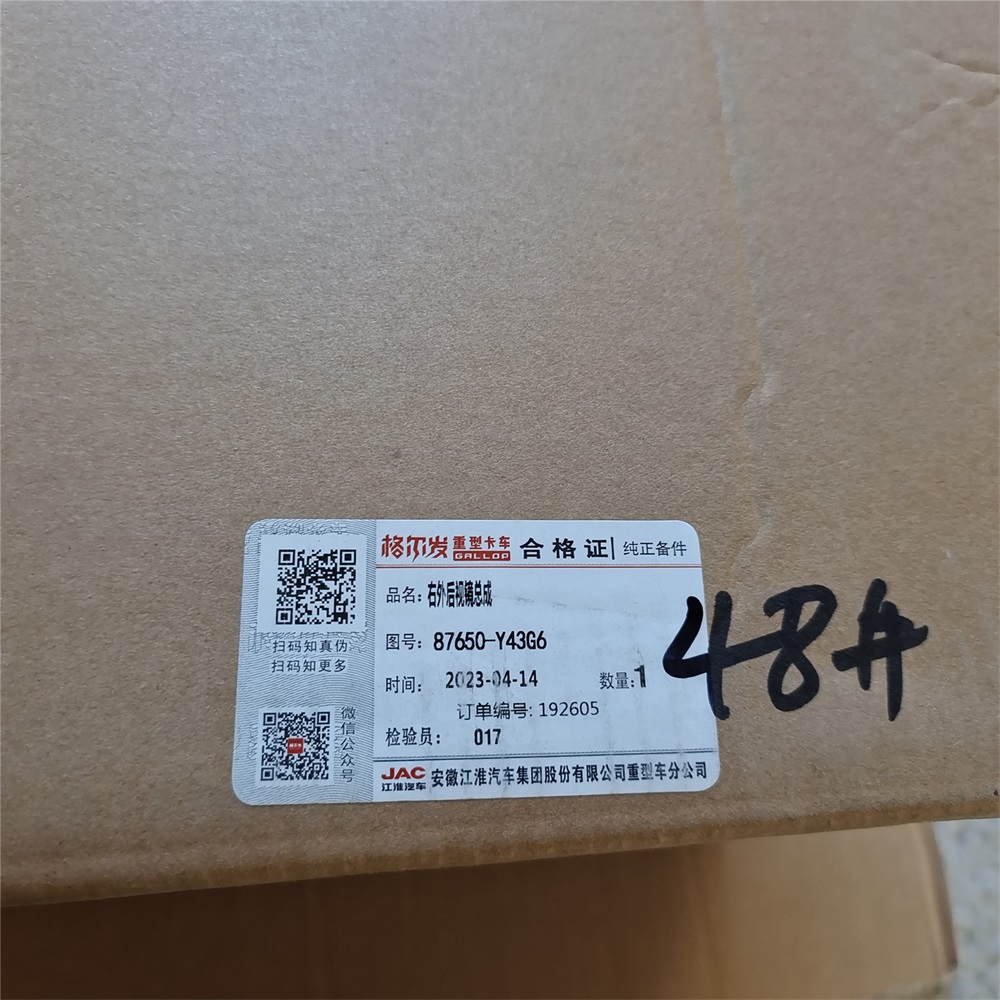 格尔发 重型卡车 GALLOP 合格证 | 纯正备件
品名: 右外后视镜总成
图号: 87650-Y43G6
时间: 2023-04-14 数量:1
订单编号: 192605
检验员: 017
JAC 江淮汽车 安徽江淮汽车集团股份有限公司重型车分公司
扫码知真伪
扫码知更多
微信公众号
48#